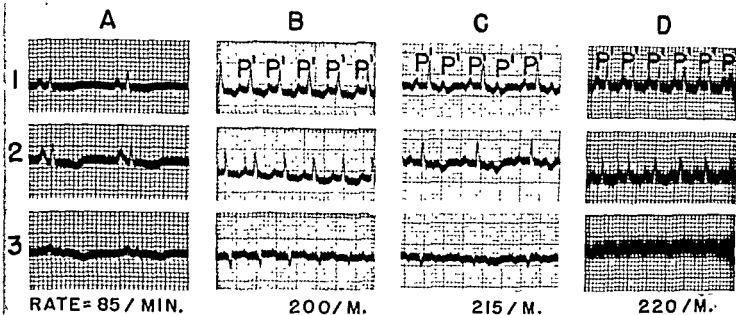 A B C D
1 P' P' P' P' P' P' P' P' P' P' P' P' P' P' P
2
3
RATE=85/MIN. 200/M. 215/M. 220/M.